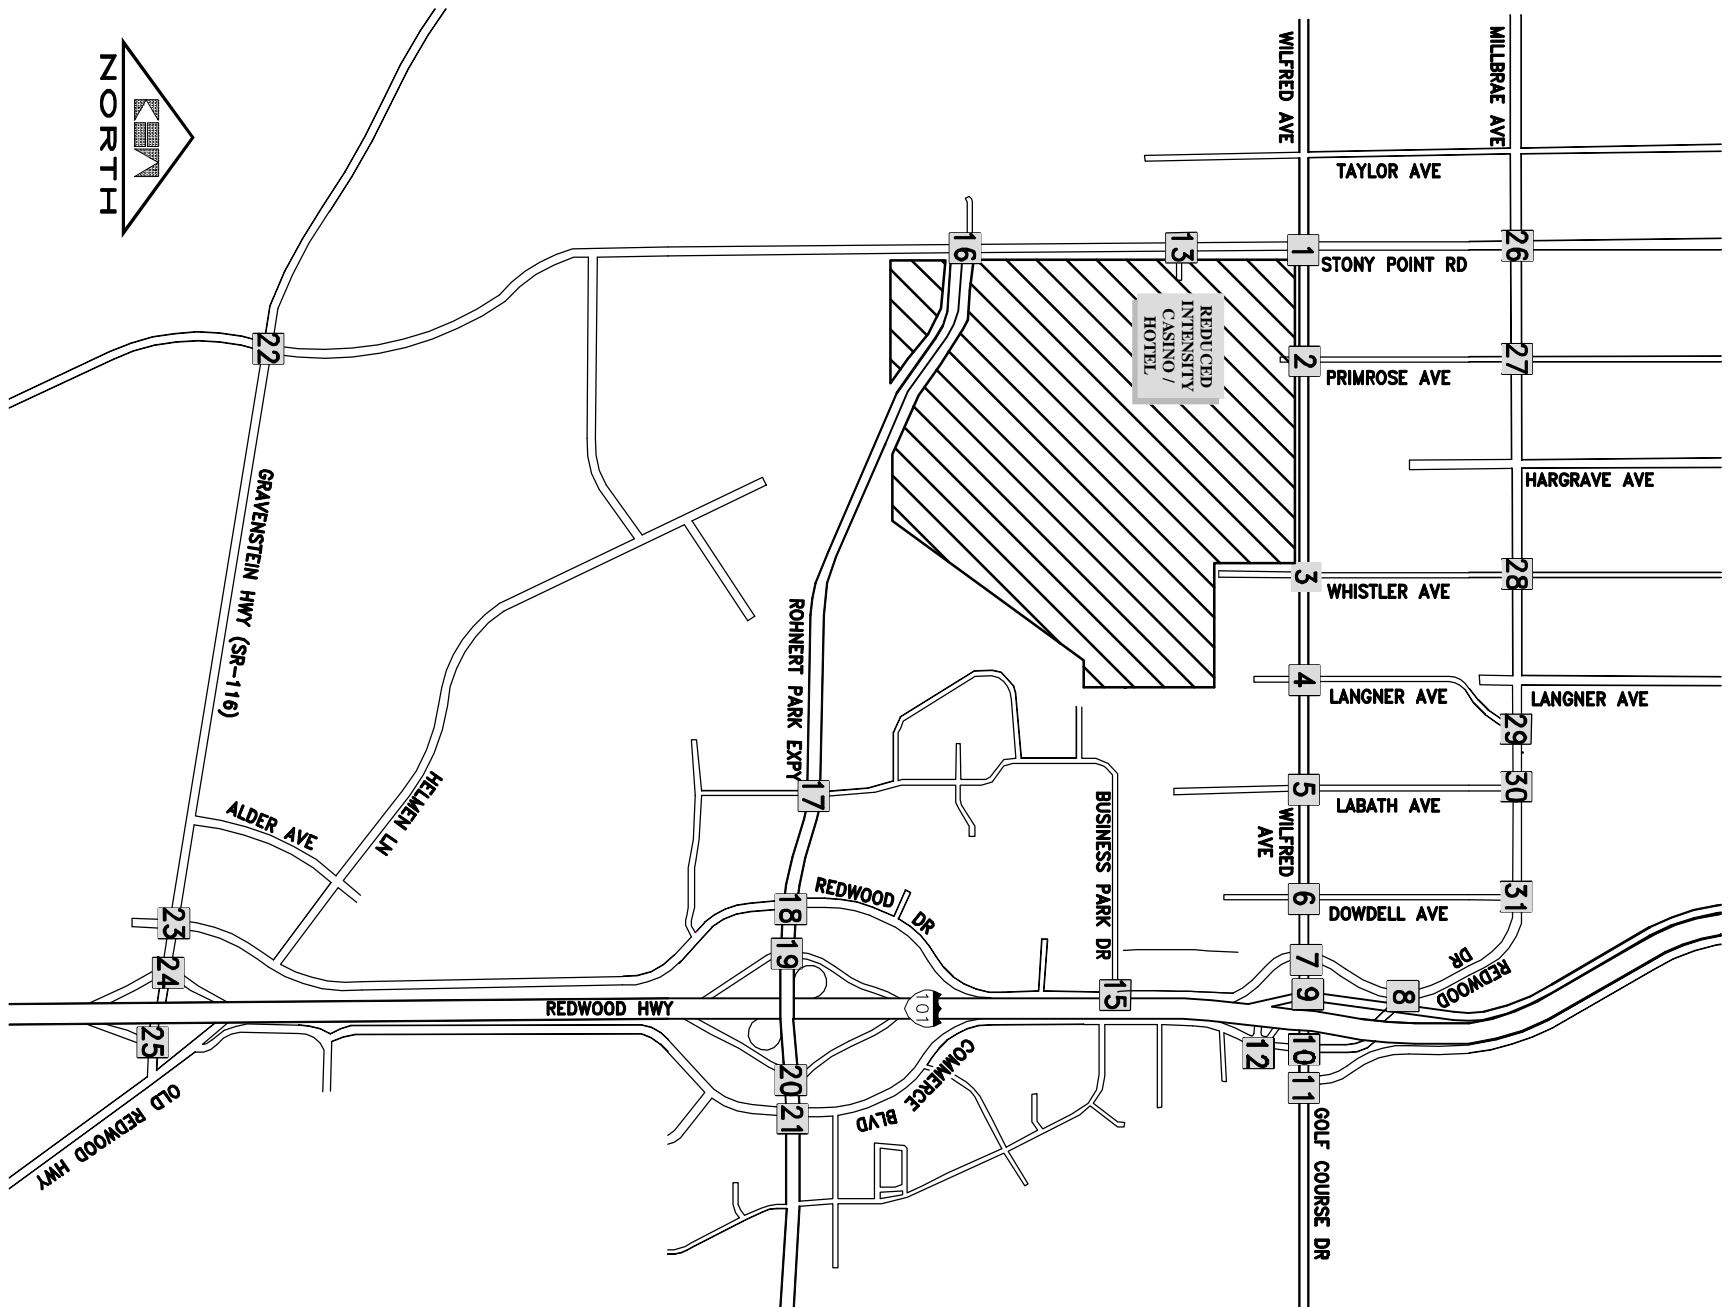 NORTH
WILFRED AVE
MILLBRAE AVE
TAYLOR AVE
16
13
1
26
STONY POINT RD
REDUCED
INTENSITY
CASINO /
HOTEL
22
2
27
PRIMROSE AVE
GRAVENSTEIN HWY (SR-116)
HARGRAVE AVE
3
28
WHISTLER AVE
ROHNERT PARK EXPY
4
LANGNER AVE
LANGNER AVE
29
HELMEN LN
ALDER AVE
17
BUSINESS PARK DR
5
30
LABATH AVE
WILFRED
AVE
REDWOOD DR
18
6
31
DOWDELL AVE
23
19
7
REDWOOD
DR
24
15
9
8
REDWOOD HWY
101
25
12
10
20
11
21
COMMERCE BLVD
OLD REDWOOD HWY
GOLF COURSE DR